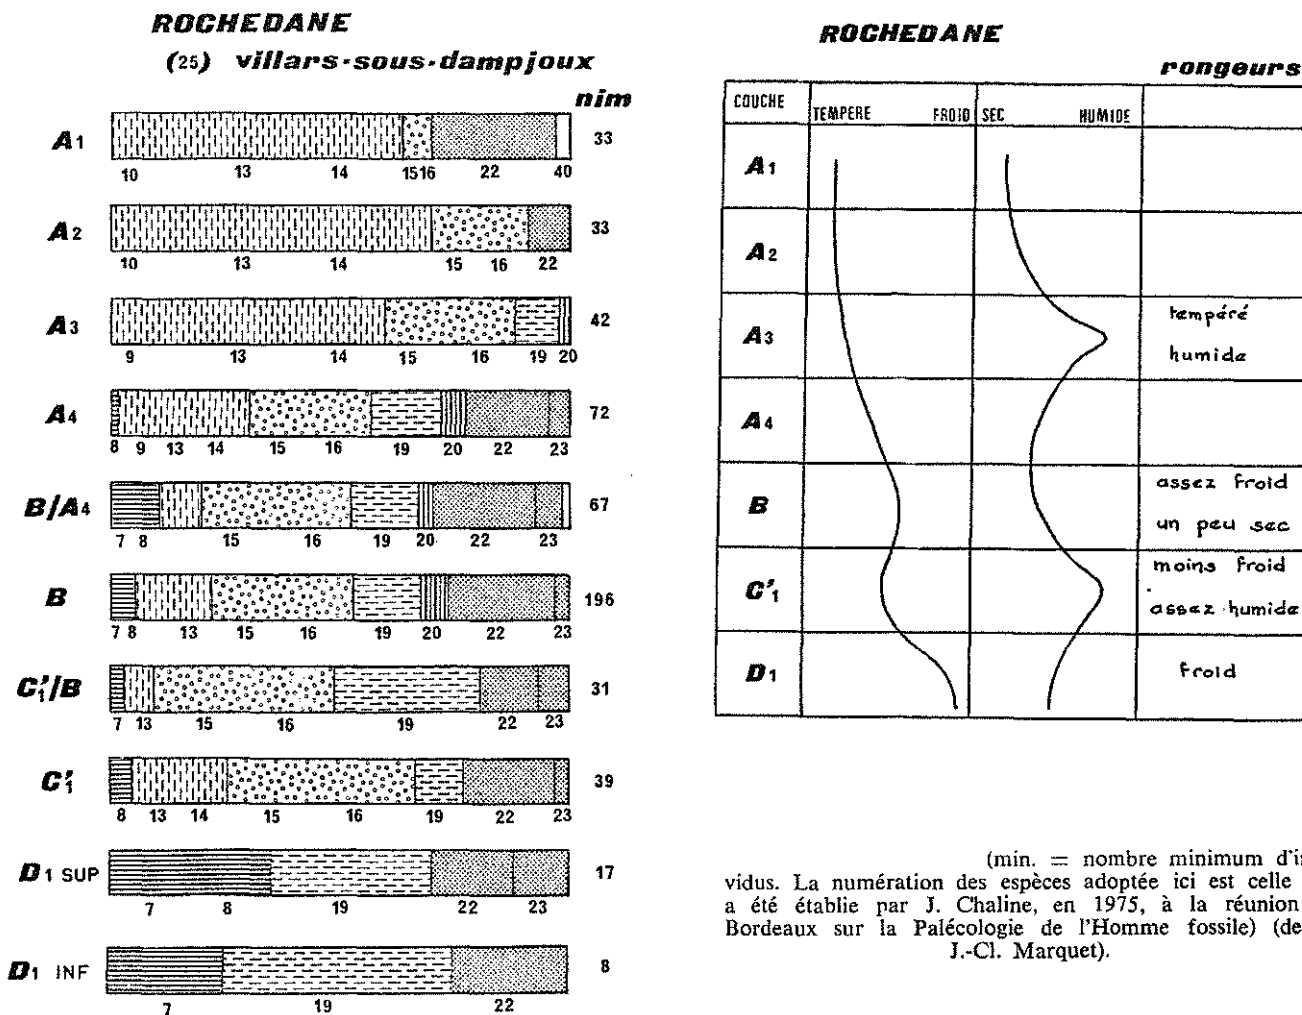 ROCHEDANE
(25) villars-sous-dampjoux
nim
A1 33
10 13 14 15 16 22 40
A2 33
10 13 14 15 16 22
A3 42
9 13 14 15 16 19 20
A4 72
8 9 13 14 15 16 19 20 22 23
B/A4 67
7 8 15 16 19 20 22 23
B 196
7 8 13 15 16 19 20 22 23
C'1/B 31
7 13 15 16 19 22 23
C'1 39
8 13 14 15 16 19 22 23
D1 SUP 17
7 8 19 22 23
D1 INF 8
7 19 22
ROCHEDANE
rongeurs
COUCHE TEMPERE FROID SEC HUMIDE
A1
A2
A3 tempéré
humide
A4
B assez froid
un peu sec
C'1 moins froid
assez humide
D1 froid
(min. = nombre minimum d'in
vidus. La numération des espèces adoptée ici est celle
a été établie par J. Chaline, en 1975, à la réunion
Bordeaux sur la Palécologie de l'Homme fossile) (de
J.-Cl. Marquet).